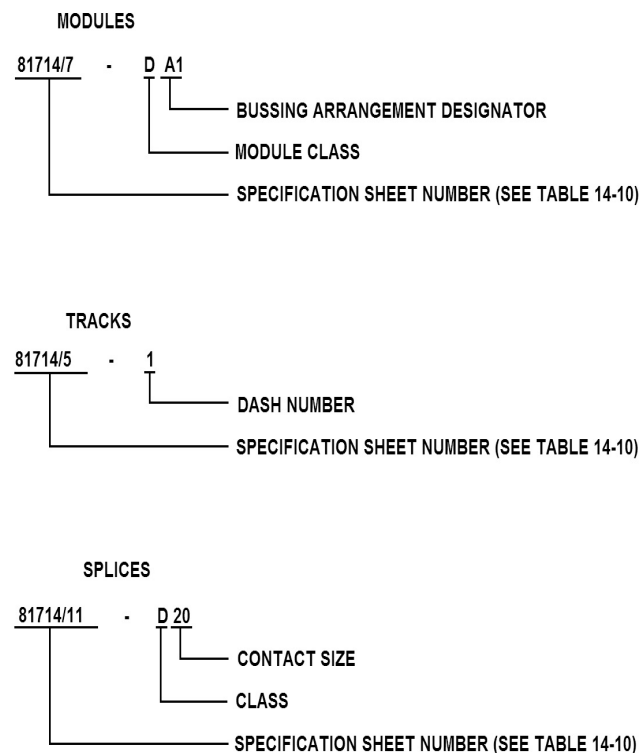 MODULES
81714/7 - D A1
BUSSING ARRANGEMENT DESIGNATOR
MODULE CLASS
SPECIFICATION SHEET NUMBER (SEE TABLE 14-10)
TRACKS
81714/5 - 1
DASH NUMBER
SPECIFICATION SHEET NUMBER (SEE TABLE 14-10)
SPLICES
81714/11 - D 20
CONTACT SIZE
CLASS
SPECIFICATION SHEET NUMBER (SEE TABLE 14-10)